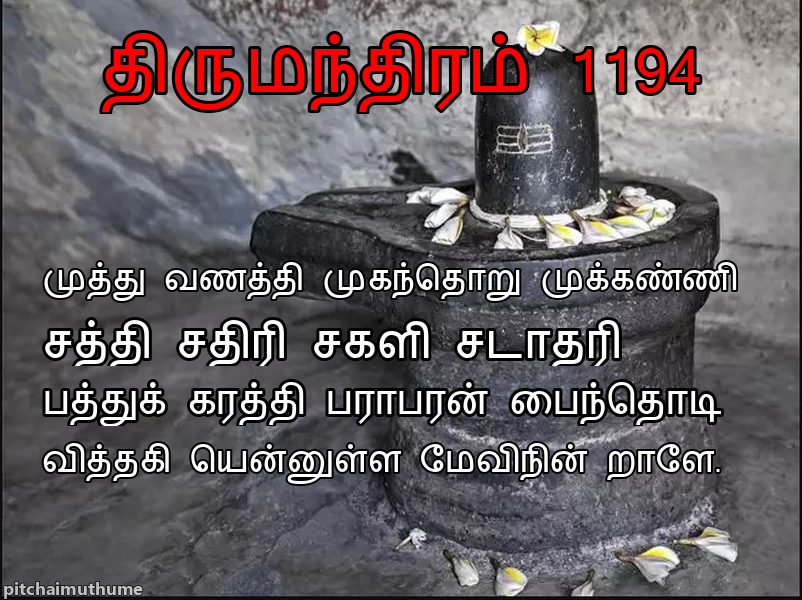 திருமந்திரம் 1194
முத்து வணத்தி முகந்தொறு முக்கண்ணி
சத்தி சதிரி சகளி சடாதரி
பத்துக் கரத்தி பராபரன் பைந்தொடி
வித்தகி யென்னுள்ள மேவிநின் றாளே.
pitchaimuthume